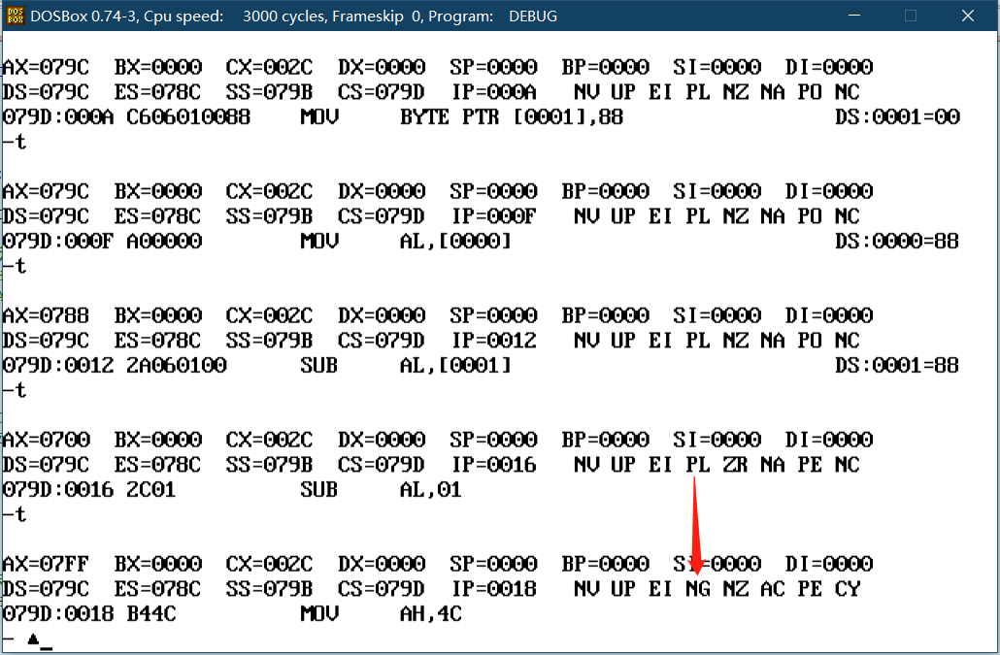 DOSBox 0.74-3, Cpu speed: 3000 cycles, Frameskip 0, Program: DEBUG
AX=079C BX=0000 CX=002C DX=0000 SP=0000 BP=0000 SI=0000 DI=0000
DS=079C ES=078C SS=079B CS=079D IP=000A NV UP EI PL NZ NA PO NC
079D:000A C606010088 MOV BYTE PTR [0001],88 DS:0001=00
-t
AX=079C BX=0000 CX=002C DX=0000 SP=0000 BP=0000 SI=0000 DI=0000
DS=079C ES=078C SS=079B CS=079D IP=000F NV UP EI PL NZ NA PO NC
079D:000F A00000 MOV AL,[0000] DS:0000=88
-t
AX=0788 BX=0000 CX=002C DX=0000 SP=0000 BP=0000 SI=0000 DI=0000
DS=079C ES=078C SS=079B CS=079D IP=0012 NV UP EI PL NZ NA PO NC
079D:0012 2A060100 SUB AL,[0001] DS:0001=88
-t
AX=0700 BX=0000 CX=002C DX=0000 SP=0000 BP=0000 SI=0000 DI=0000
DS=079C ES=078C SS=079B CS=079D IP=0016 NV UP EI PL ZR NA PE NC
079D:0016 2C01 SUB AL,01
-t
AX=07FF BX=0000 CX=002C DX=0000 SP=0000 BP=0000 SI=0000 DI=0000
DS=079C ES=078C SS=079B CS=079D IP=0018 NV UP EI NG NZ AC PE CY
079D:0018 B44C MOV AH,4C
- ▲_